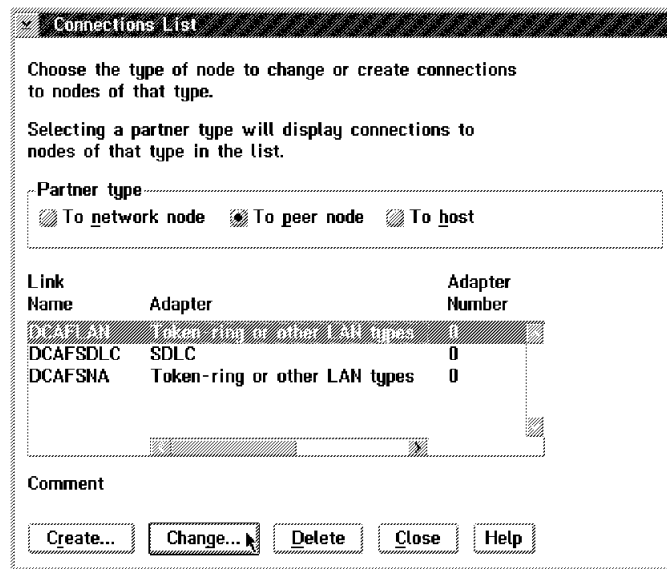 Connections List
Choose the type of node to change or create connections
to nodes of that type.
Selecting a partner type will display connections to
nodes of that type in the list.
Partner type
To network node To peer node To host
Link Adapter
Name Adapter Number
DCAFLAN Token-ring or other LAN types 0
DCAFSDLC SDLC 0
DCAFSNA Token-ring or other LAN types 0
Comment
Create... Change... Delete Close Help